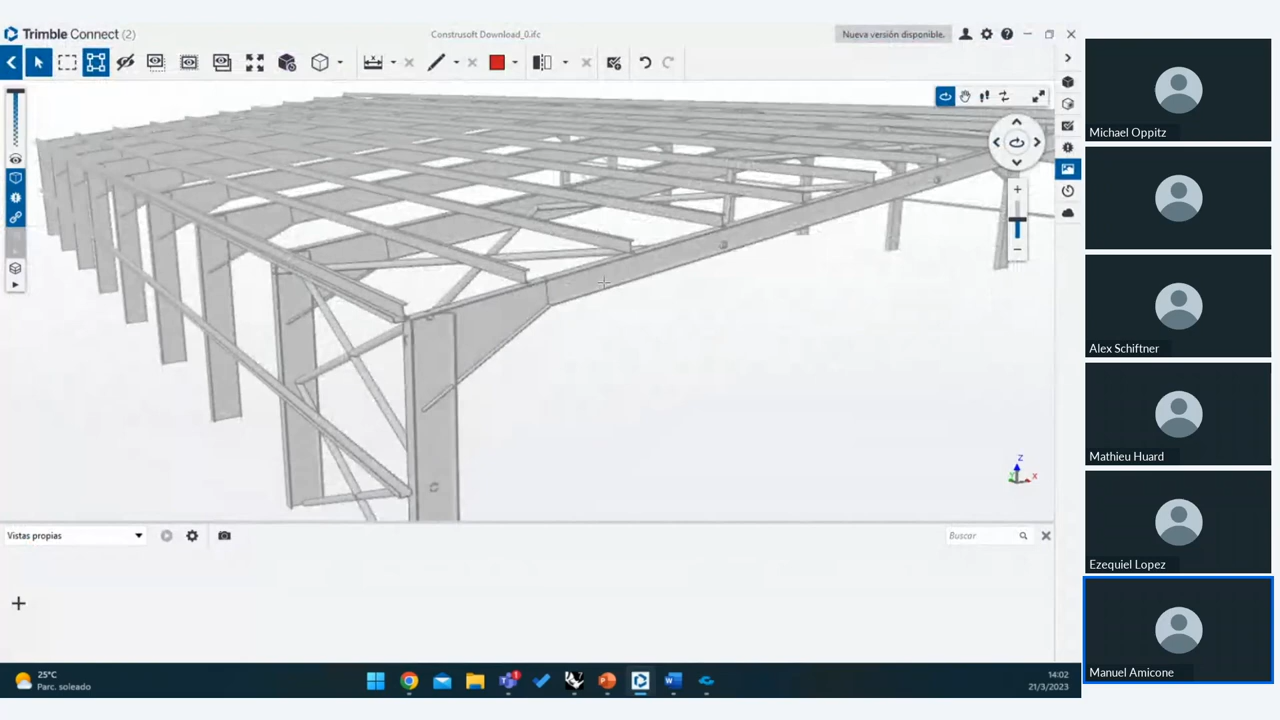 Trimble Connect (2)
Construsoft Download_0.ifc
Nueva versión disponible.
Z
X
Vistas propias
Buscar
25°C
Parc. soleado
14:02
21/3/2023
Michael Oppitz
Alex Schiftner
Mathieu Huard
Ezequiel Lopez
Manuel Amicone